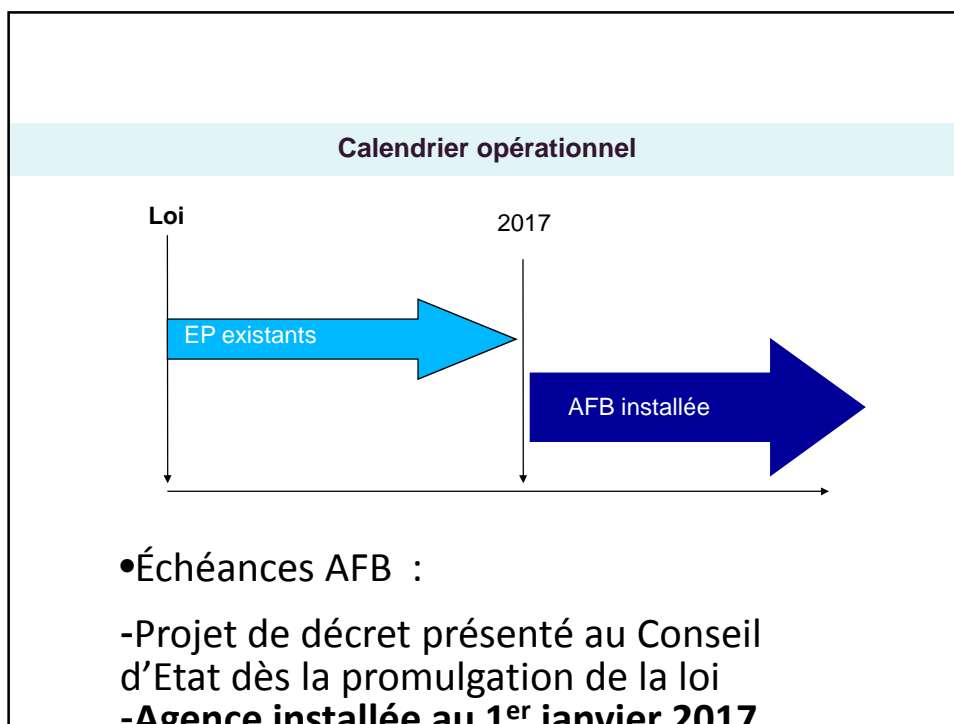 Calendrier opérationnel
Loi
2017
EP existants
AFB installée
•Échéances AFB :
-Projet de décret présenté au Conseil
d’Etat dès la promulgation de la loi
-Agence installée au 1er janvier 2017